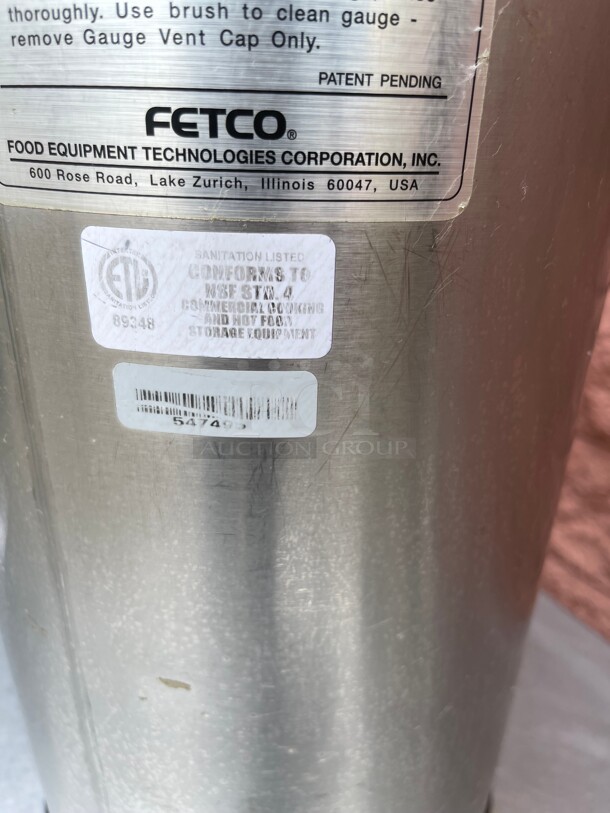 thoroughly. Use brush to clean gauge -
remove Gauge Vent Cap Only.
PATENT PENDING
FETCO®
FOOD EQUIPMENT TECHNOLOGIES CORPORATION, INC.
600 Rose Road, Lake Zurich, Illinois 60047, USA
SANITATION LISTED
CONFORMS TO
NSF STD. 4
COMMERCIAL COOKING
AND HOT FOOD
STORAGE EQUIPMENT
ETL
89348
AUCTION GROUP